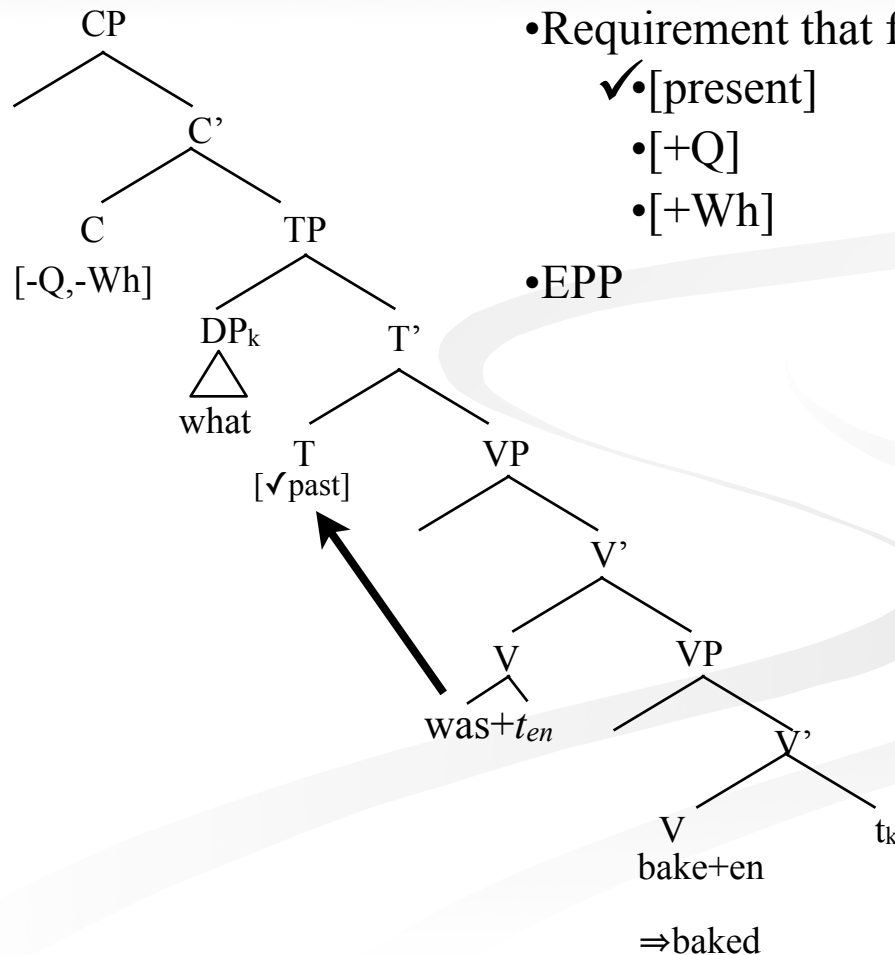 CP
•Requirement that f
✓•[present]
C’
•[+Q]
•[+Wh]
C
TP
[-Q,-Wh]
•EPP
DPk
T’
what
T
VP
[✓past]
V’
V
VP
was+ten
V’
V
tk
bake+en
⇒baked